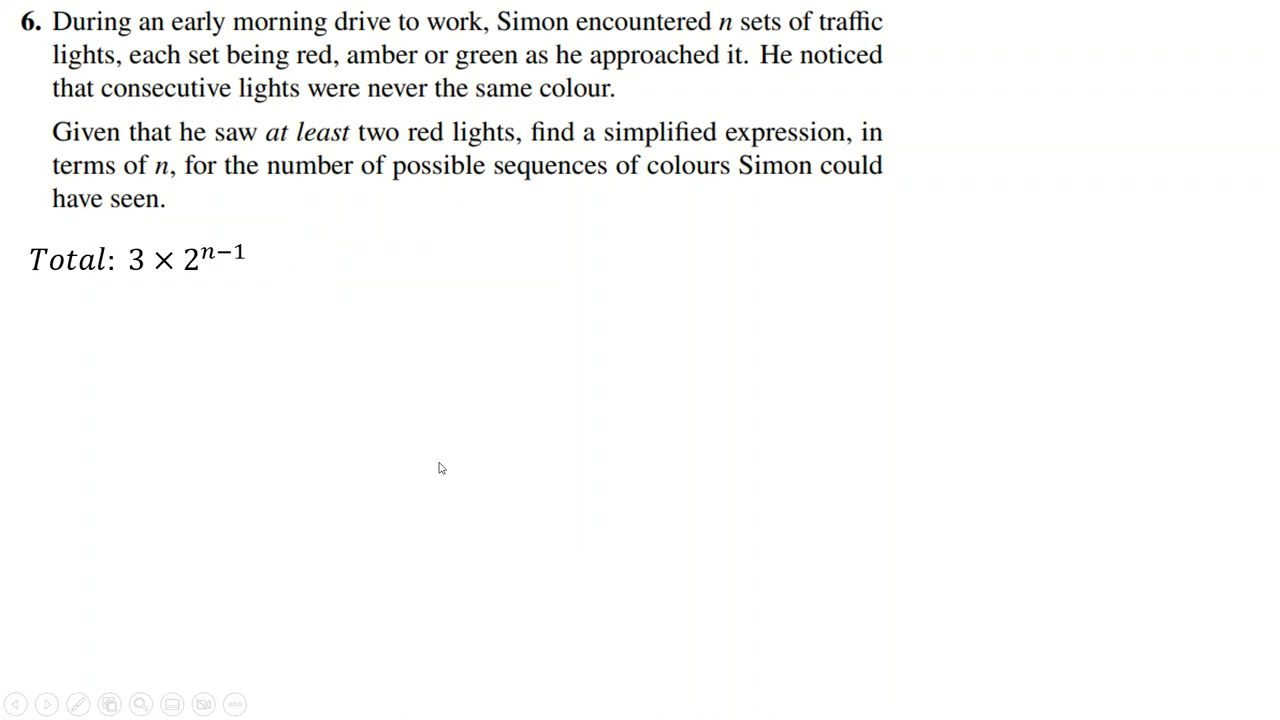 6. During an early morning drive to work, Simon encountered n sets of traffic
lights, each set being red, amber or green as he approached it. He noticed
that consecutive lights were never the same colour.
Given that he saw at least two red lights, find a simplified expression, in
terms of n, for the number of possible sequences of colours Simon could
have seen.
Total: 3 × 2ⁿ⁻¹